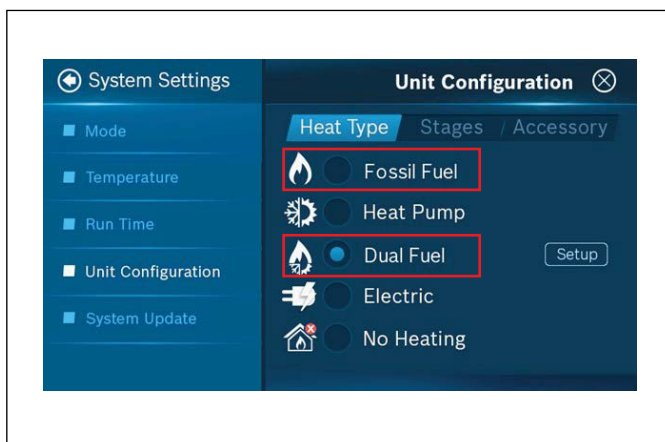 System Settings
Mode
Temperature
Run Time
Unit Configuration
System Update
Unit Configuration
Heat Type / Stages / Accessory
Fossil Fuel
Heat Pump
Dual Fuel
Setup
Electric
No Heating